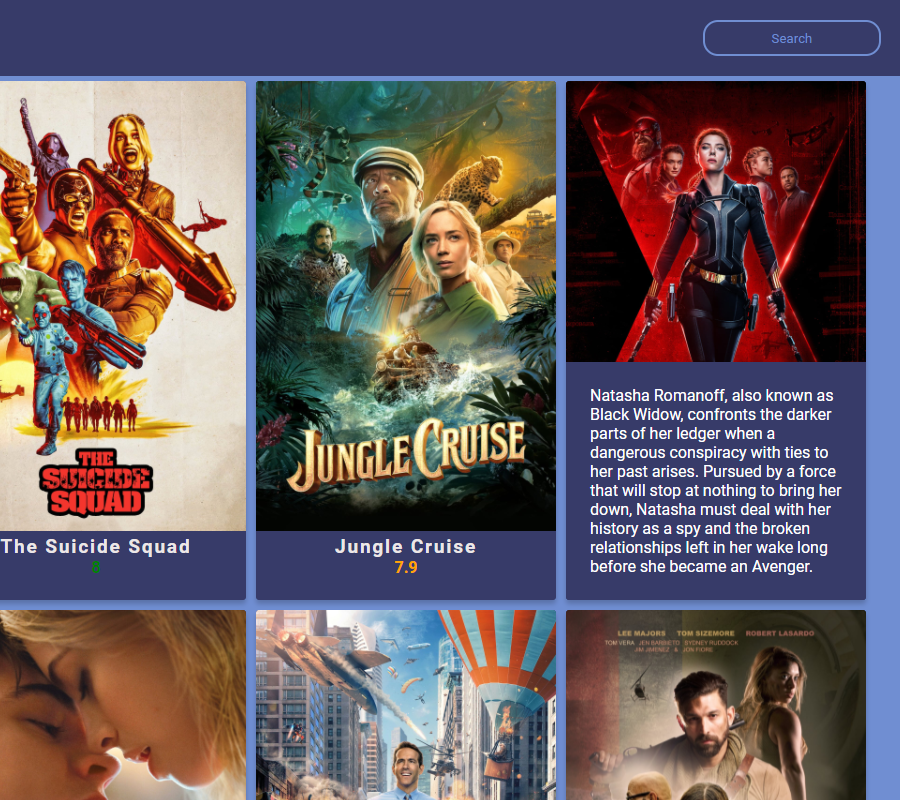 Search
THE
SUICIDE
SQUAD
The Suicide Squad
8
JUNGLE CRUISE
Jungle Cruise
7.9
Natasha Romanoff, also known as
Black Widow, confronts the darker
parts of her ledger when a
dangerous conspiracy with ties to
her past arises. Pursued by a force
that will stop at nothing to bring her
down, Natasha must deal with her
history as a spy and the broken
relationships left in her wake long
before she became an Avenger.
LEE MAJORS TOM SIZEMORE ROBERT LASARDO
TOM VERA JEN BARBEITO SYDNEY RUDDOCK
JIM JIMENEZ & JON FIORE